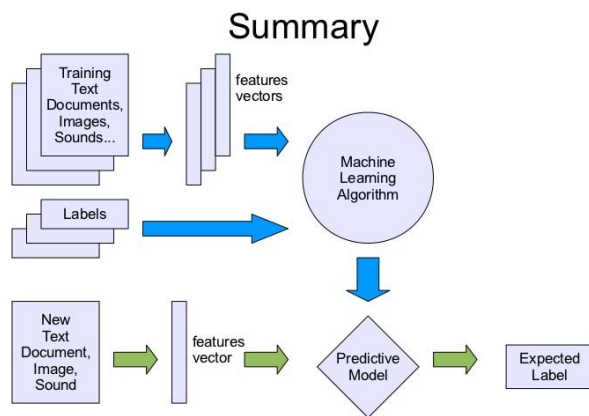 Summary
Training
Text
Documents,
Images,
Sounds...
features
vectors
Machine
Learning
Algorithm
Labels
New
Text
Document,
Image,
Sound
features
vector
Predictive
Model
Expected
Label